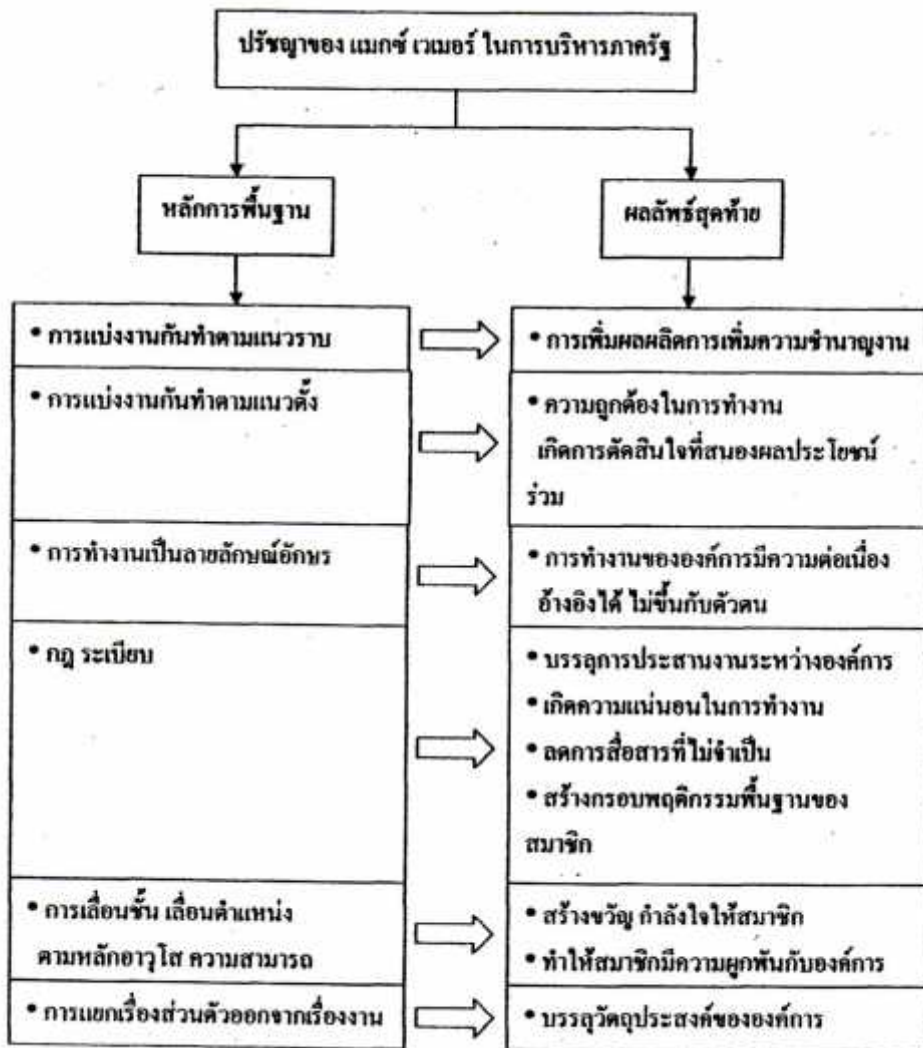 ปรัชญาของ แมกซ์ เวเมอร์ ในการบริหารภาครัฐ
หลักการพื้นฐาน
ผลลัพธ์สุดท้าย
• การแบ่งงานกันทำตามแนวราบ
• การเพิ่มผลผลิตการเพิ่มความชำนาญงาน
• การแบ่งงานกันทำตามแนวดั้ง
• ความถูกต้องในการทำงาน
เกิดการตัดสินใจที่สนองผลประโยชน์
ร่วม
• การทำงานเป็นลายลักษณ์อักษร
• การทำงานขององค์การมีความต่อเนื่อง
อ้างอิงได้ ไม่ขึ้นกับตัวตน
• กฎ ระเบียบ
• บรรลุการประสานงานระหว่างองค์การ
• เกิดความแน่นอนในการทำงาน
• ลดการสื่อสารที่ไม่จำเป็น
• สร้างกรอบพฤติกรรมพื้นฐานของ
สมาชิก
• การเลื่อนชั้น เลื่อนตำแหน่ง
ตามหลักอาวุโส ความสามารถ
• สร้างขวัญ กำลังใจให้สมาชิก
• ทำให้สมาชิกมีความผูกพันกับองค์การ
• การแยกเรื่องส่วนตัวออกจากเรื่องงาน
• บรรลุวัตถุประสงค์ขององค์การ